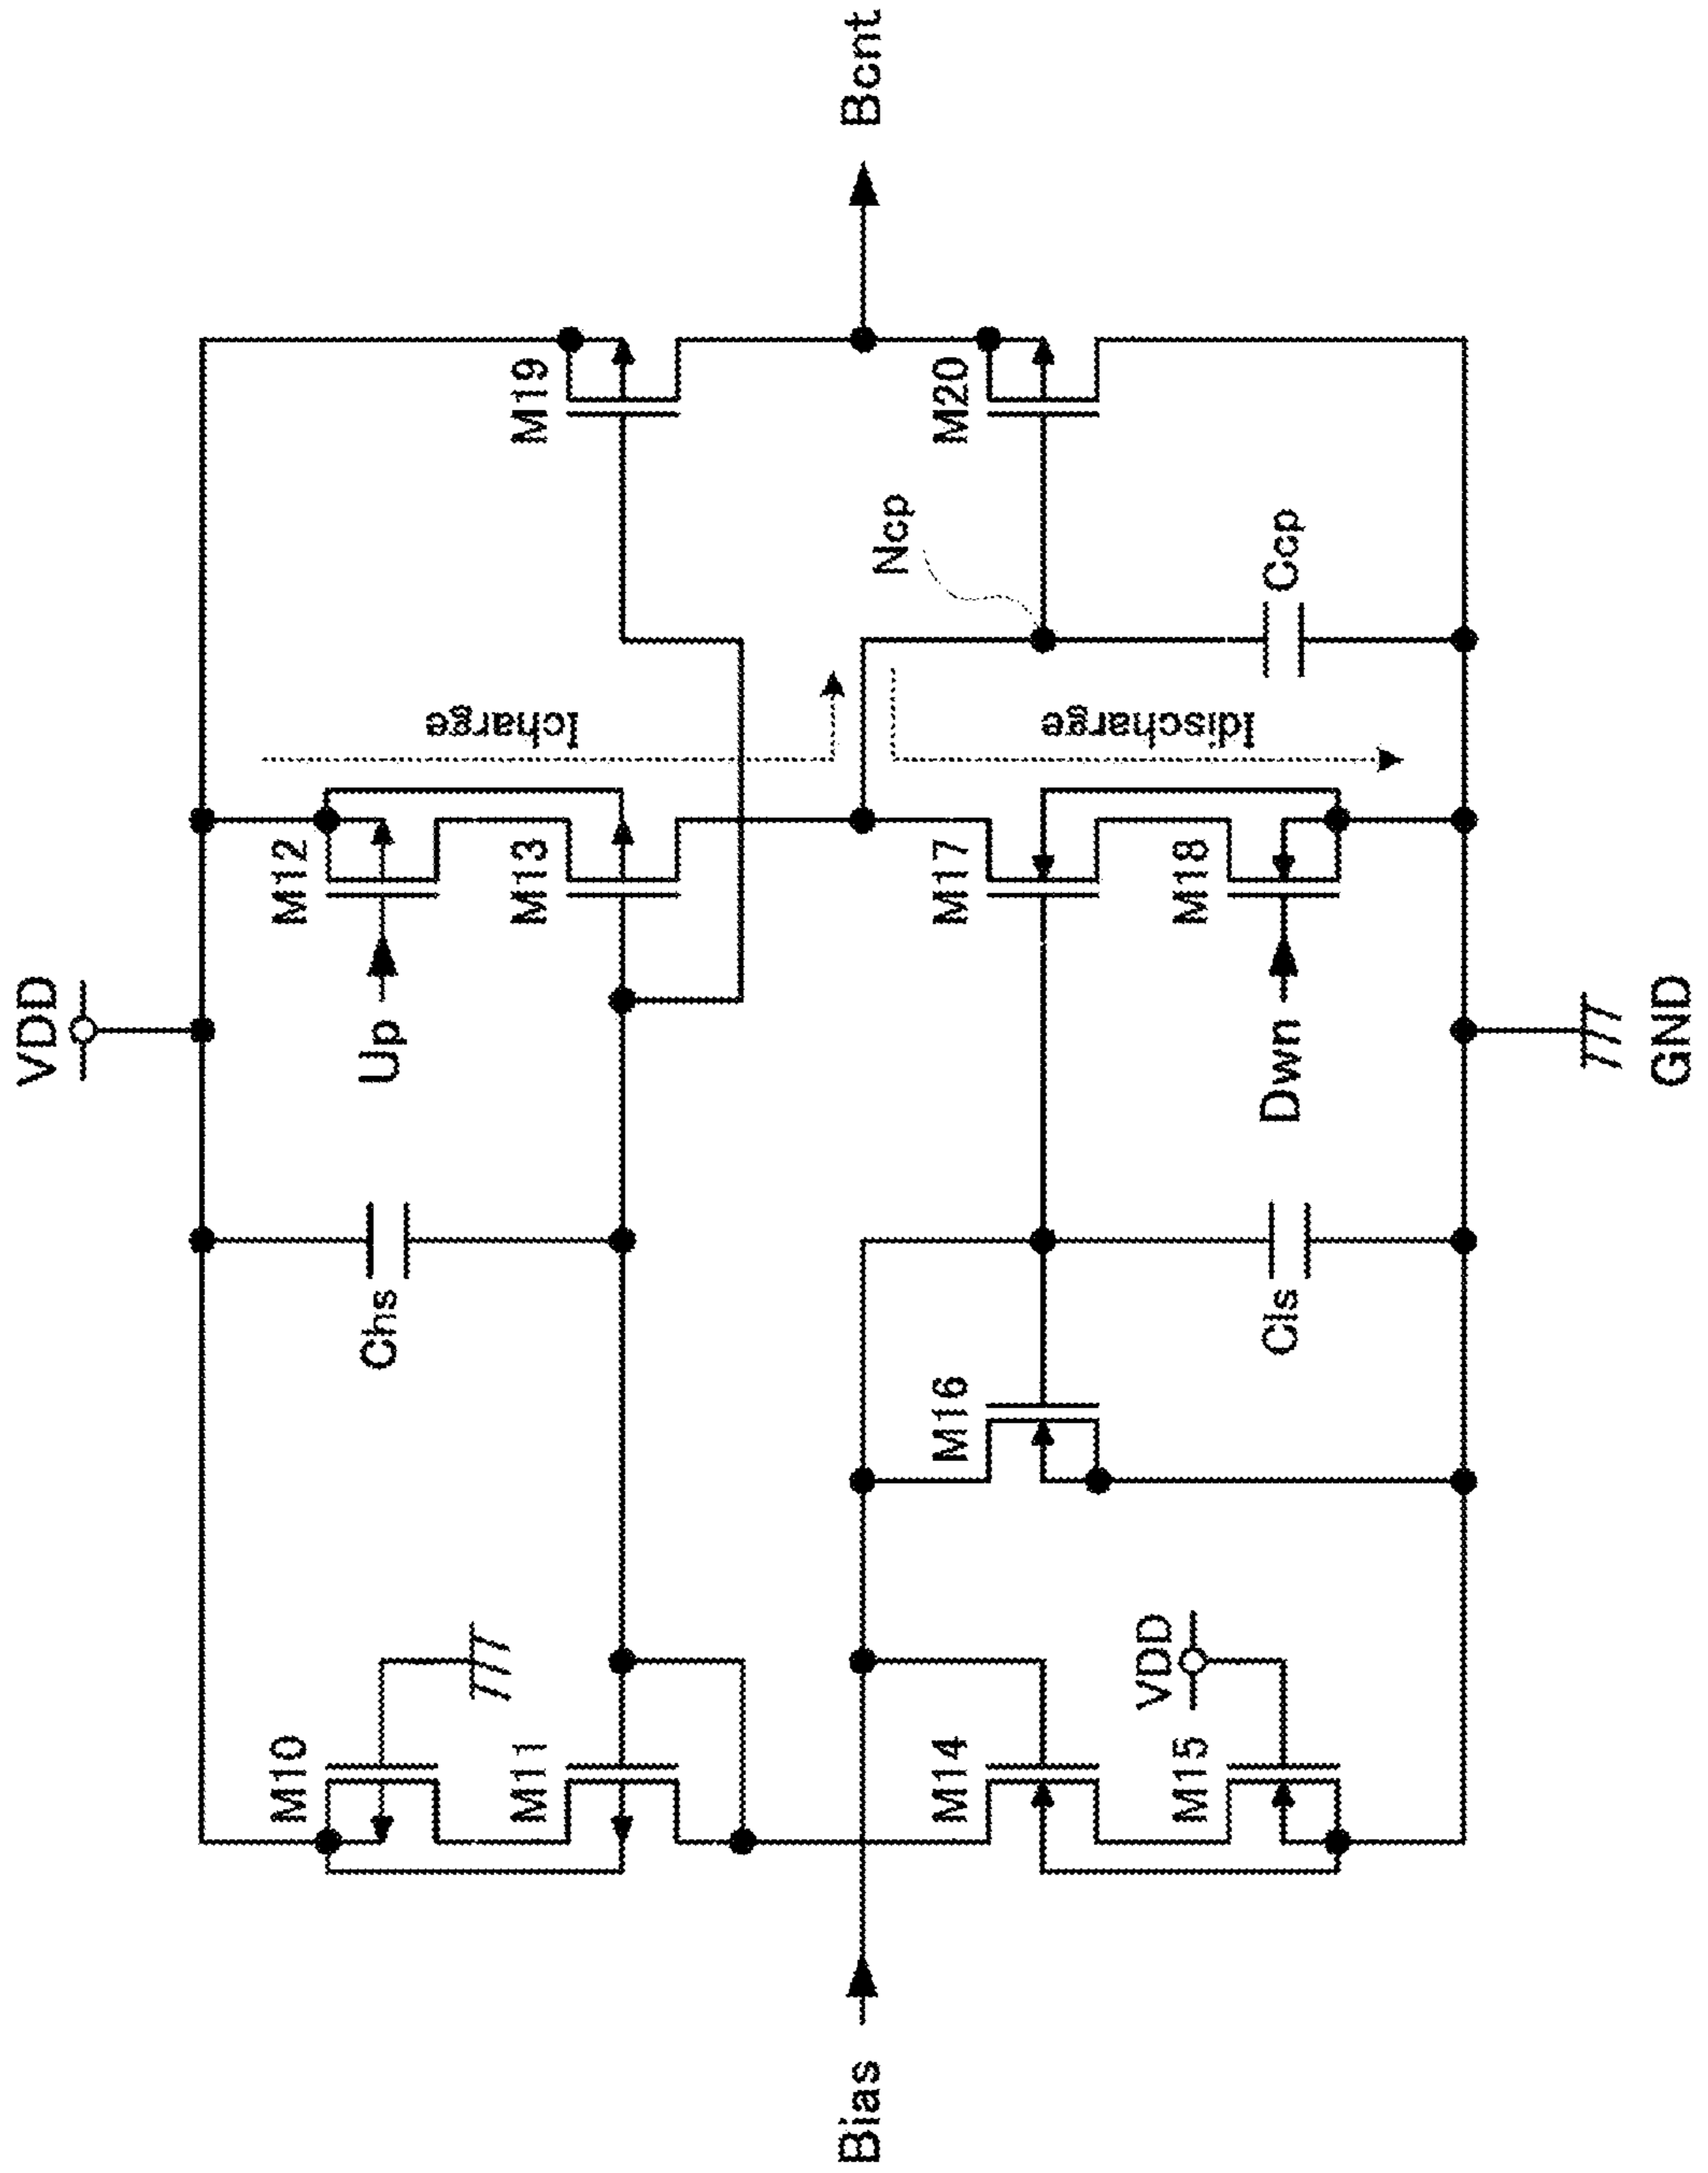 VDD
M10
M11
Chs
Up
M12
M13
Icharge
M19
Bias
Bcnt
M14
M15
VDD
M16
Cls
Dwn
M17
M18
Idischarge
Ncp
Ccp
M20
GND